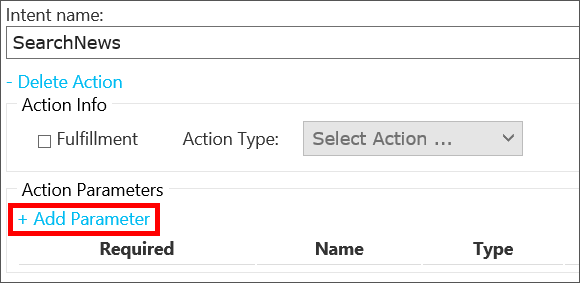 Intent name:
SearchNews
- Delete Action
Action Info
Fulfillment Action Type: Select Action ...
Action Parameters
+ Add Parameter
Required Name Type